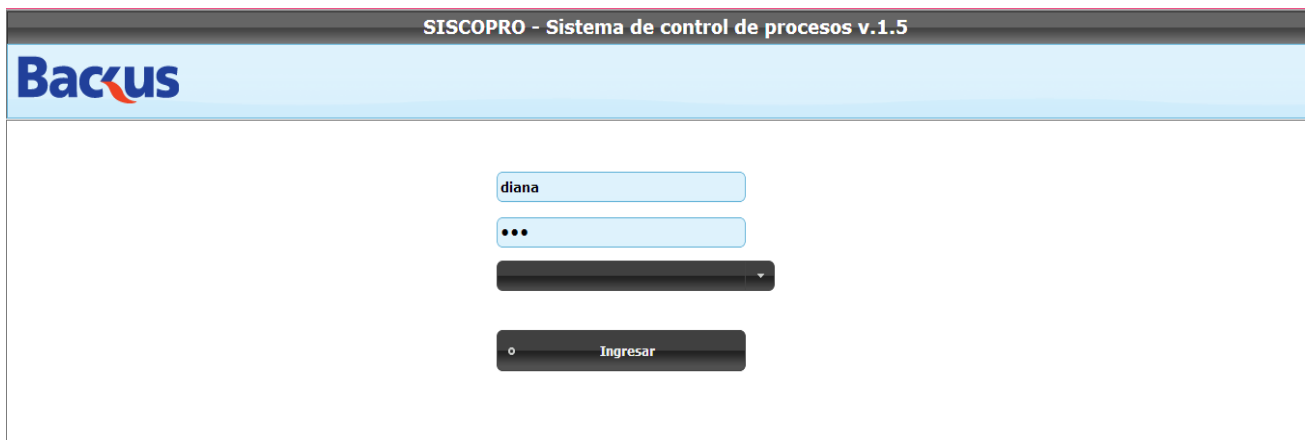 SISCOPRO - Sistema de control de procesos v.1.5
Backus
diana
•••
Ingresar